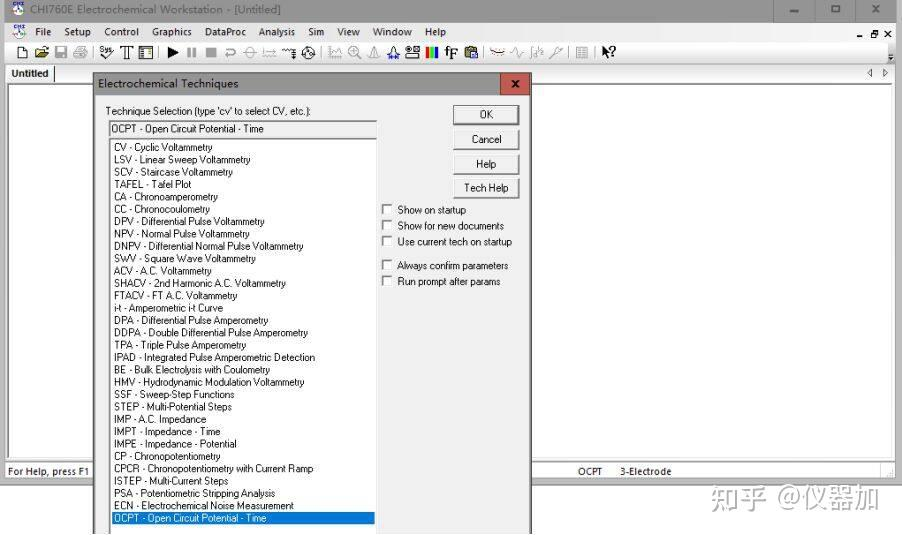 CHI760E Electrochemical Workstation - [Untitled]
File Setup Control Graphics DataProc Analysis Sim View Window Help
Untitled
Electrochemical Techniques
Technique Selection (type 'cv' to select CV, etc.):
OCPT - Open Circuit Potential - Time
CV - Cyclic Voltammetry
LSV - Linear Sweep Voltammetry
SCV - Staircase Voltammetry
TAFEL - Tafel Plot
CA - Chronoamperometry
CC - Chronocoulometry
DPV - Differential Pulse Voltammetry
NPV - Normal Pulse Voltammetry
DNPV - Differential Normal Pulse Voltammetry
SWV - Square Wave Voltammetry
ACV - A.C. Voltammetry
SHACV - 2nd Harmonic A.C. Voltammetry
FTACV - FT A.C. Voltammetry
i-t - Amperometric i-t Curve
DPA - Differential Pulse Amperometry
DDPA - Double Differential Pulse Amperometry
TPA - Triple Pulse Amperometry
IPAD - Integrated Pulse Amperometric Detection
BE - Bulk Electrolysis with Coulometry
HMV - Hydrodynamic Modulation Voltammetry
SSF - Sweep-Step Functions
STEP - Multi-Potential Steps
IMP - A.C. Impedance
IMPT - Impedance - Time
IMPE - Impedance - Potential
CP - Chronopotentiometry
CPCR - Chronopotentiometry with Current Ramp
ISTEP - Multi-Current Steps
PSA - Potentiometric Stripping Analysis
ECN - Electrochemical Noise Measurement
OCPT - Open Circuit Potential - Time
OK
Cancel
Help
Tech Help
Show on startup
Show for new documents
Use current tech on startup
Always confirm parameters
Run prompt after params
For Help, press F1
OCPT 3-Electrode
知乎 @仪器加